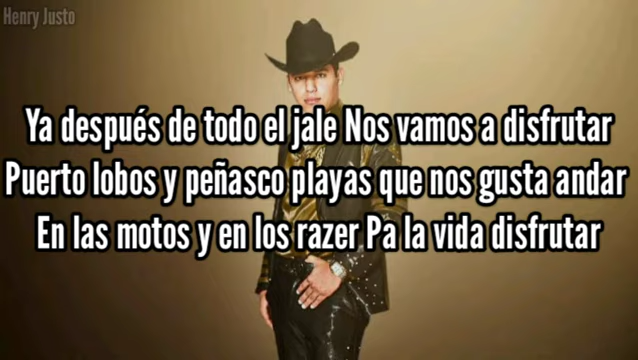 Henry Justo
Ya después de todo el jale Nos vamos a disfrutar
Puerto lobos y peñasco playas que nos gusta andar
En las motos y en los razer Pa la vida disfrutar